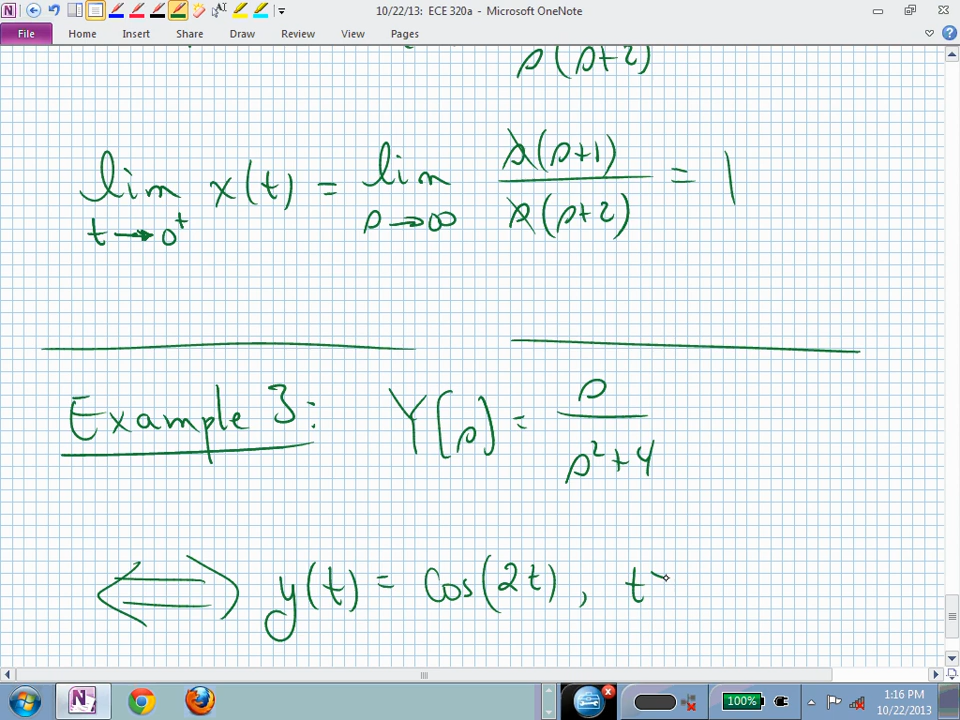 10/22/13: ECE 320a - Microsoft OneNote
File Home Insert Share Draw Review View Pages
s(s+2)
lim x(t) = lim s(s+1) / s(s+2) = 1
t→0⁺ s→∞
Example 3: Y(s) = s / s²+4
⇔ y(t) = cos(2t), t
100% 1:16 PM
10/22/2013